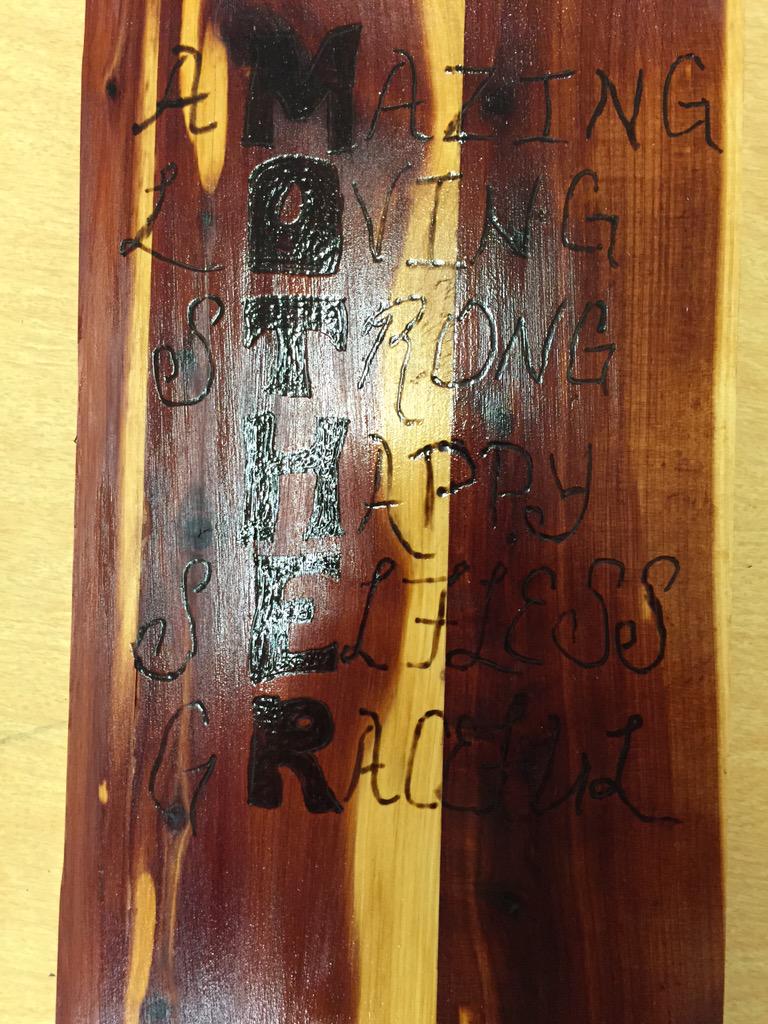 AMAZING
LOVING
STRONG
HAPPY
SELFLESS
GRACEFUL